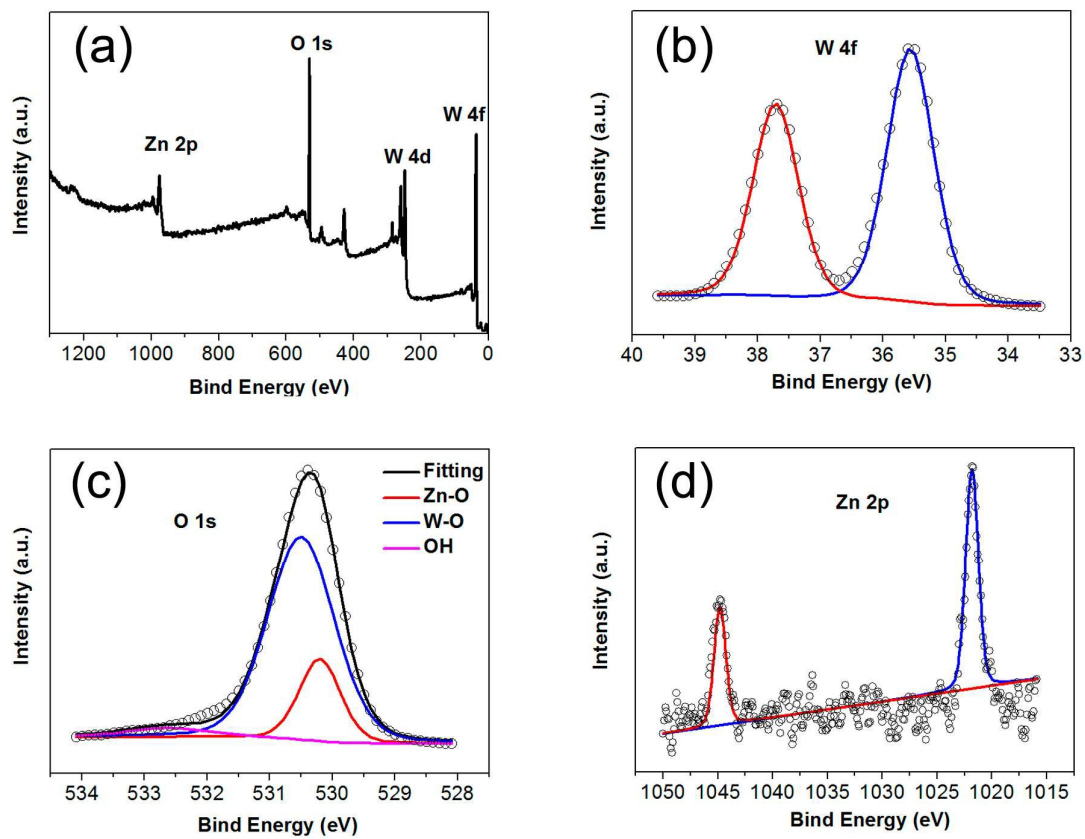 (a)
O 1s
W 4f
Zn 2p
W 4d
Intensity (a.u.)
1200 1000 800 600 400 200 0
Bind Energy (eV)
(b)
W 4f
Intensity (a.u.)
40 39 38 37 36 35 34 33
Bind Energy (eV)
(c)
O 1s
Fitting
Zn-O
W-O
OH
Intensity (a.u.)
534 533 532 531 530 529 528
Bind Energy (eV)
(d)
Zn 2p
Intensity (a.u.)
1050 1045 1040 1035 1030 1025 1020 1015
Bind Energy (eV)